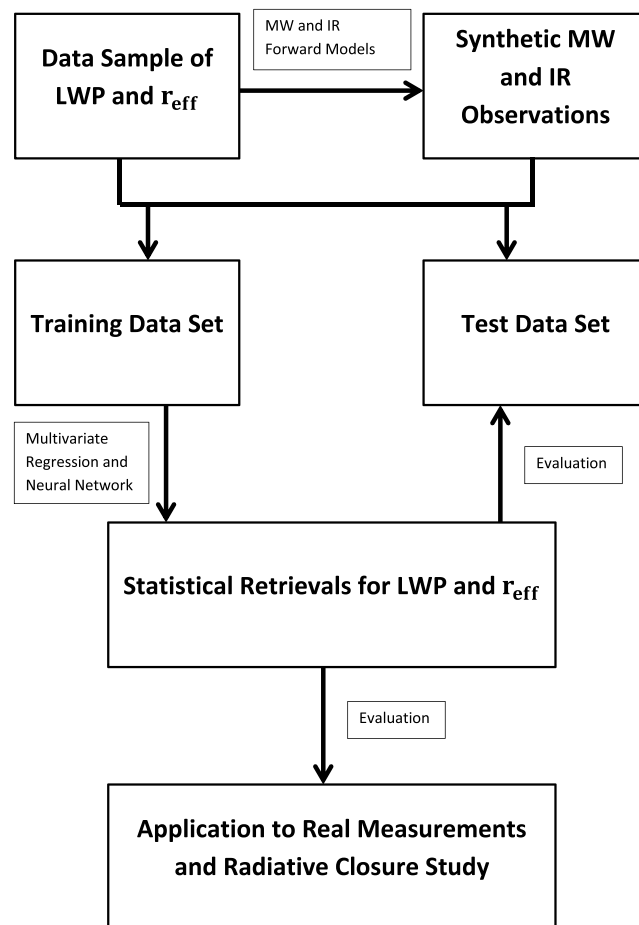 Data Sample of
LWP and r_eff
MW and IR
Forward Models
Synthetic MW
and IR
Observations
Training Data Set
Test Data Set
Multivariate
Regression and
Neural Network
Evaluation
Statistical Retrievals for LWP and r_eff
Evaluation
Application to Real Measurements
and Radiative Closure Study